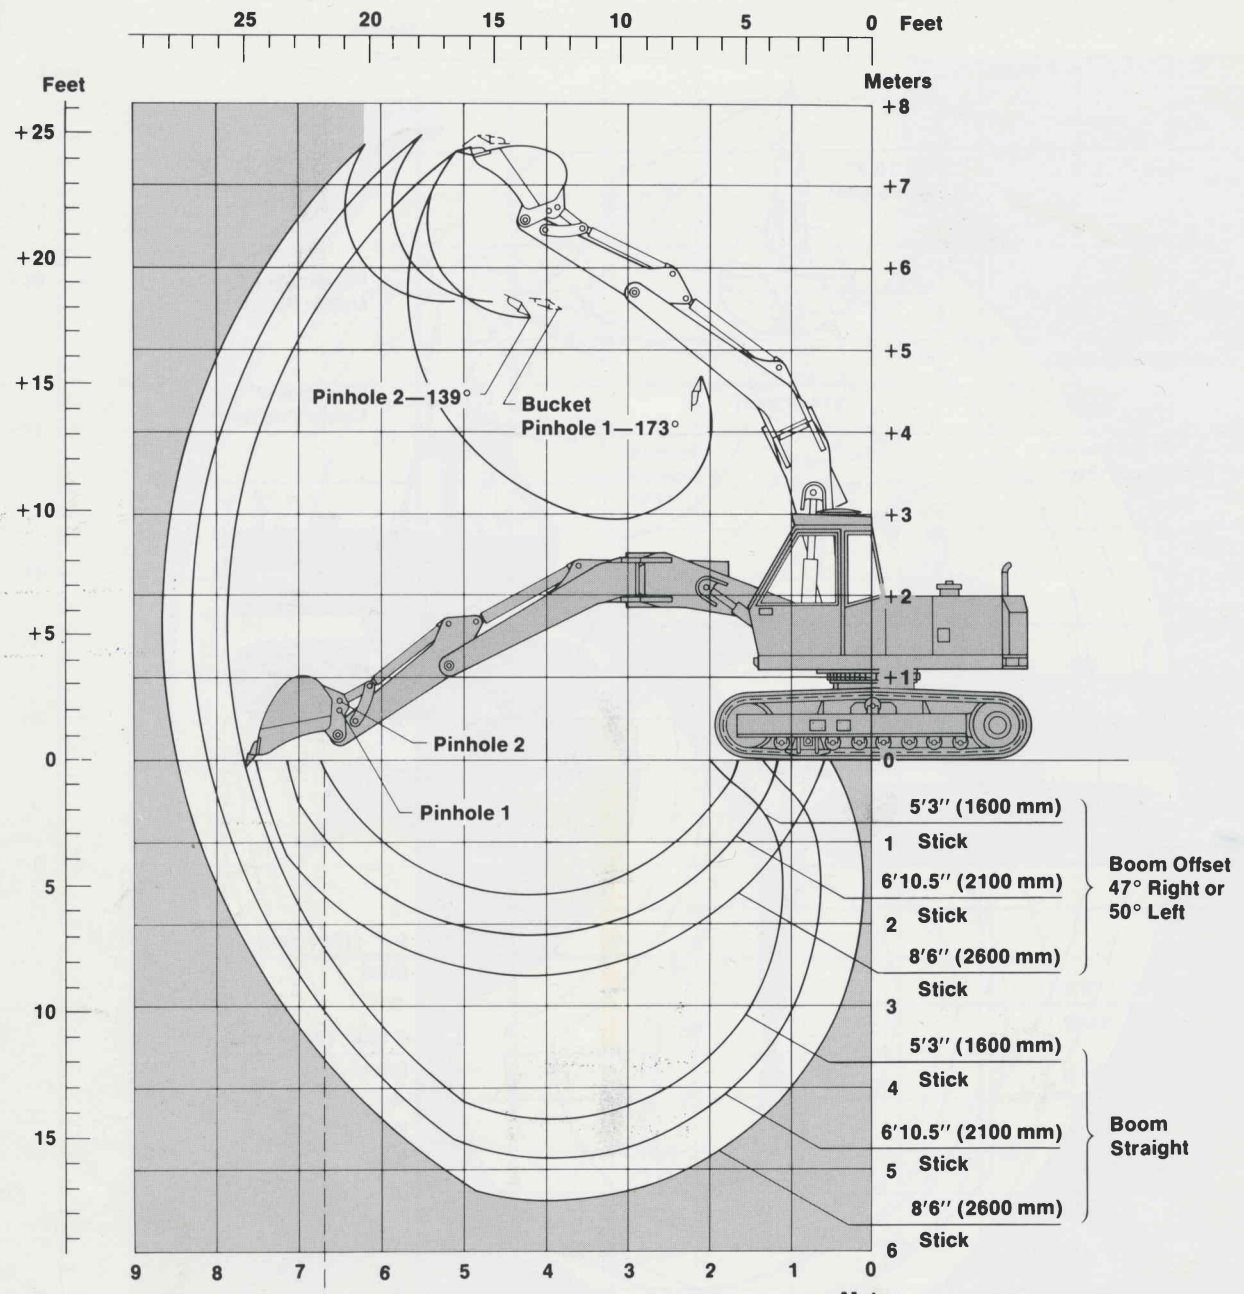 25 20 15 10 5 0 Feet
Feet
Meters
+8
+25
+7
+20
+6
+5
+15
Pinhole 2—139°
Bucket
Pinhole 1—173°
+4
+10
+3
+2
+5
+1
Pinhole 2
0
0
Pinhole 1
5'3'' (1600 mm)
1 Stick
5
6'10.5'' (2100 mm)
2 Stick
8'6'' (2600 mm)
3 Stick
Boom Offset
47° Right or
50° Left
10
5'3'' (1600 mm)
4 Stick
15
6'10.5'' (2100 mm)
5 Stick
8'6'' (2600 mm)
6 Stick
Boom
Straight
9 8 7 6 5 4 3 2 1 0